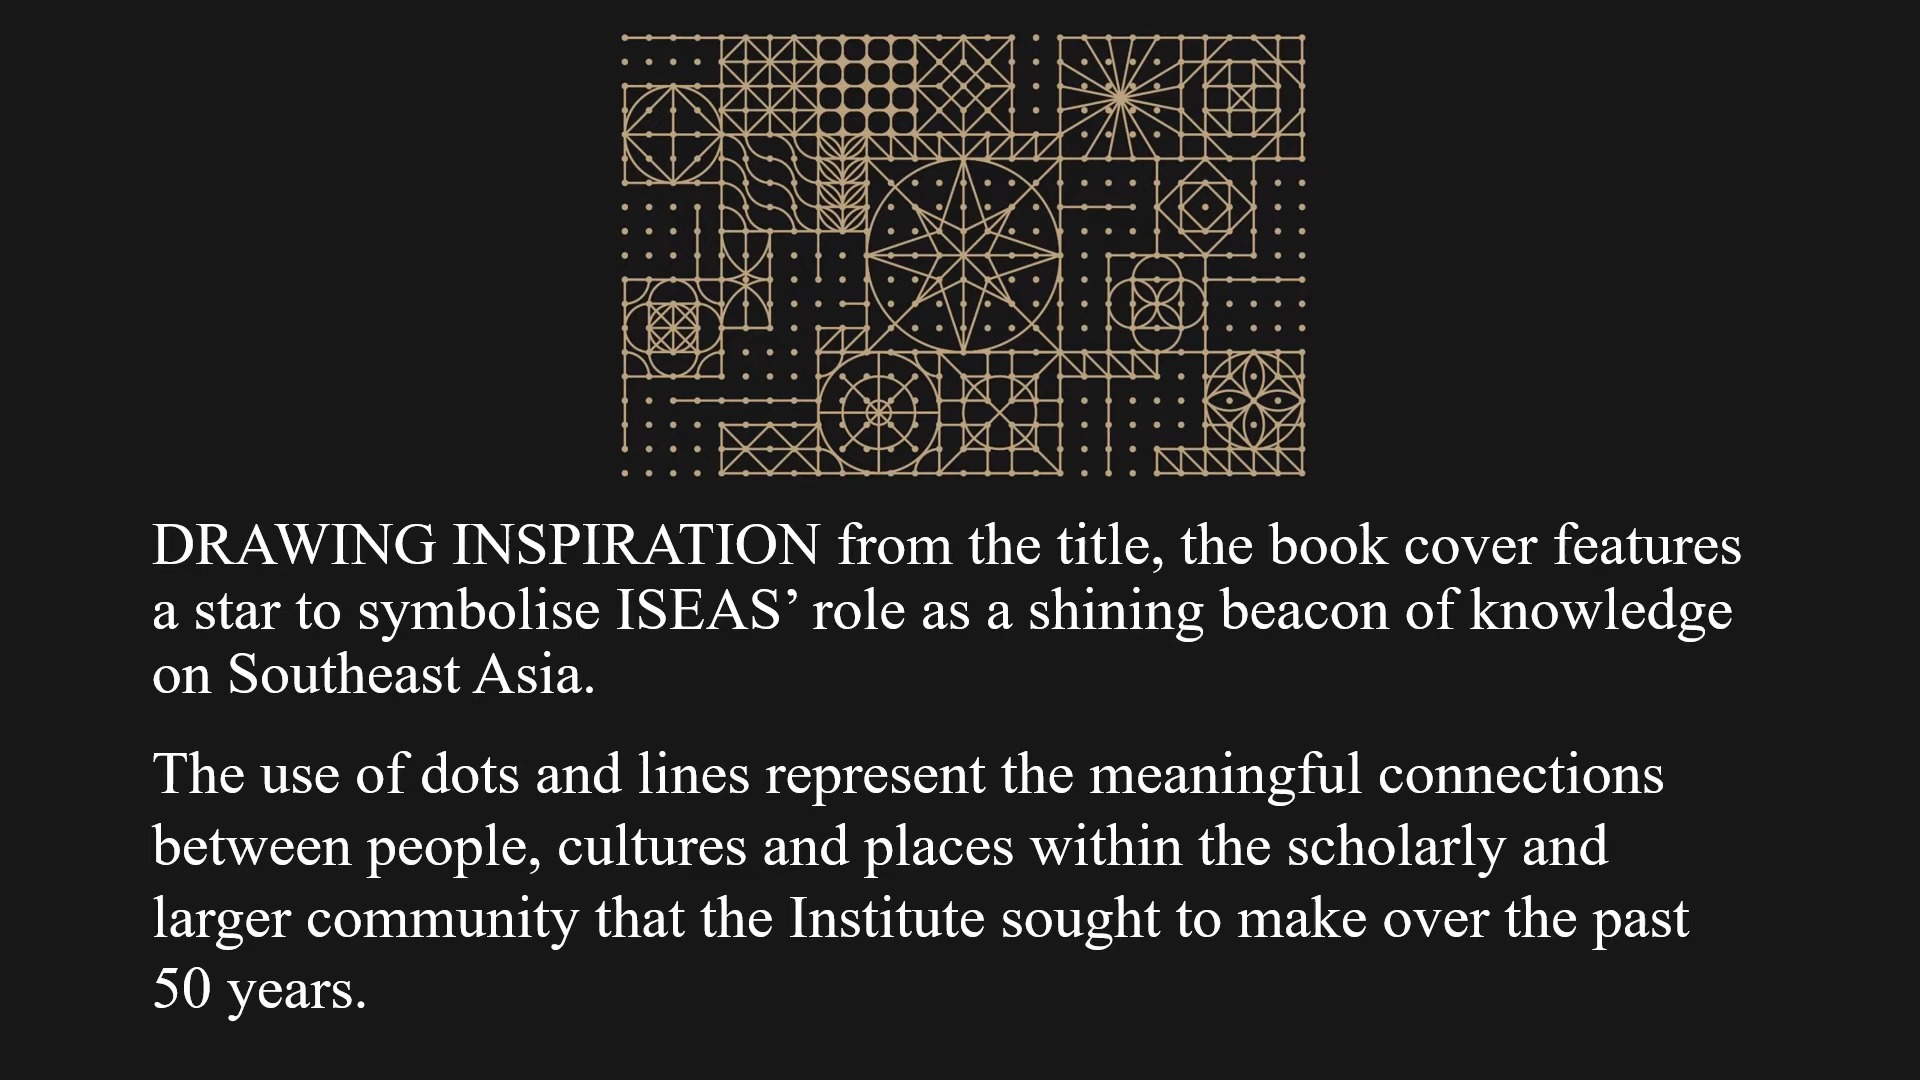 DRAWING INSPIRATION from the title, the book cover features
a star to symbolise ISEAS’ role as a shining beacon of knowledge
on Southeast Asia.
The use of dots and lines represent the meaningful connections
between people, cultures and places within the scholarly and
larger community that the Institute sought to make over the past
50 years.